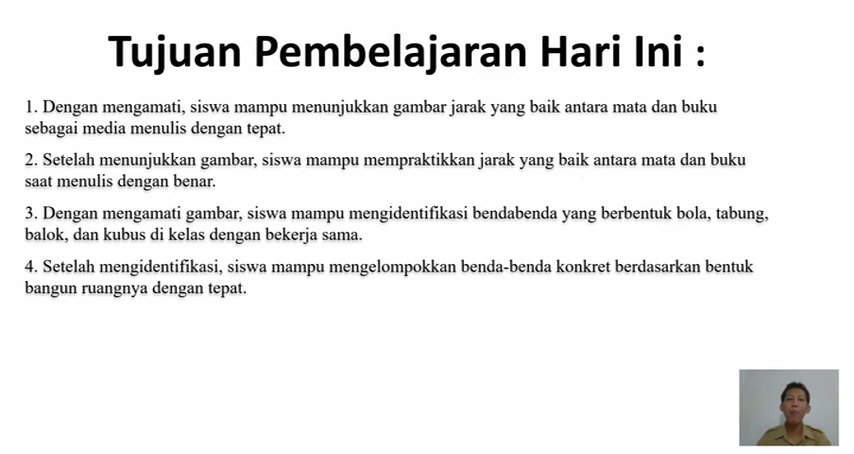 Tujuan Pembelajaran Hari Ini :
1. Dengan mengamati, siswa mampu menunjukkan gambar jarak yang baik antara mata dan buku
sebagai media menulis dengan tepat.
2. Setelah menunjukkan gambar, siswa mampu mempraktikkan jarak yang baik antara mata dan buku
saat menulis dengan benar.
3. Dengan mengamati gambar, siswa mampu mengidentifikasi bendabenda yang berbentuk bola, tabung,
balok, dan kubus di kelas dengan bekerja sama.
4. Setelah mengidentifikasi, siswa mampu mengelompokkan benda-benda konkret berdasarkan bentuk
bangun ruangnya dengan tepat.